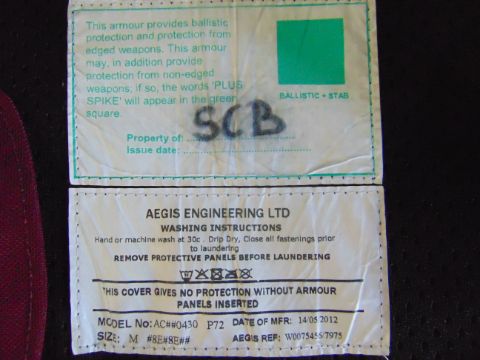 This armour provides ballistic
protection and protection from
edged weapons. This armour
may, in addition provide
protection from non-edged
weapons; if so, the words 'PLUS
SPIKE' will appear in the green
square.
BALLISTIC + STAB
Property of: SCB
Issue date:
AEGIS ENGINEERING LTD
WASHING INSTRUCTIONS
Hand or machine wash at 30c . Drip Dry, Close all fastenings prior
to laundering
REMOVE PROTECTIVE PANELS BEFORE LAUNDERING
THIS COVER GIVES NO PROTECTION WITHOUT ARMOUR
PANELS INSERTED
MODEL NO: AC##0430 P72 DATE OF MFR: 14/05/2012
SIZE: M #8E#8E## AEGIS REF: W0075456/7975